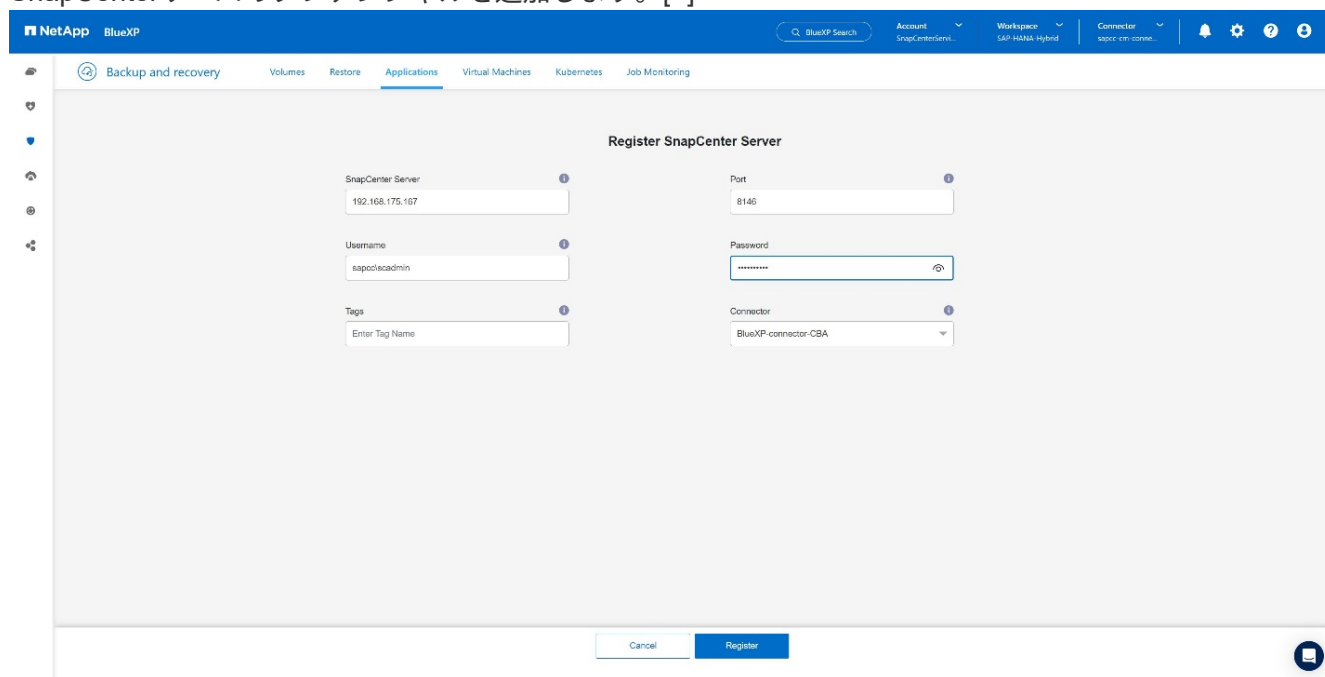 NetApp BlueXP
BlueXP Search
Account
SnapCenterServi...
Workspace
SAP-HANA-Hybrid
Connector
sapcc-cm-conne...
Backup and recovery
Volumes Restore Applications Virtual Machines Kubernetes Job Monitoring
Register SnapCenter Server
SnapCenter Server
192.168.175.167
Port
8146
Username
sapcc\scadmin
Password
••••••••••
Tags
Enter Tag Name
Connector
BlueXP-connector-CBA
Cancel Register